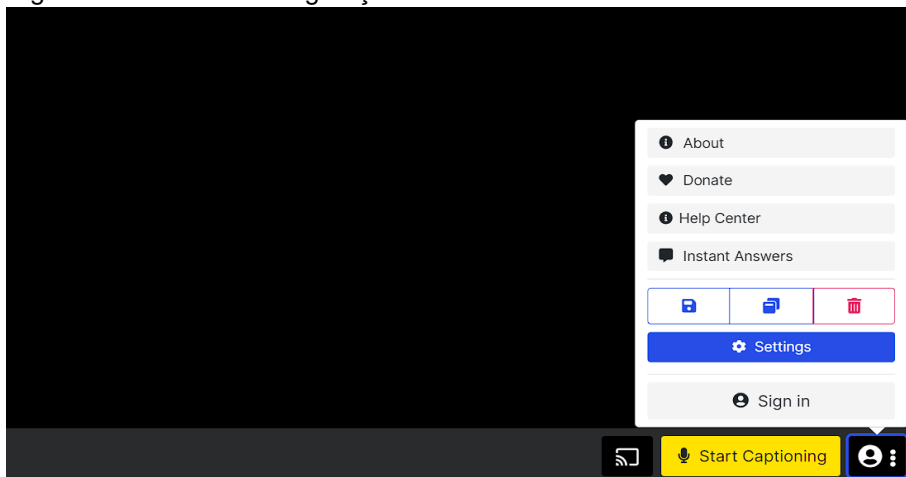 About
Donate
Help Center
Instant Answers
Settings
Sign in
Start Captioning